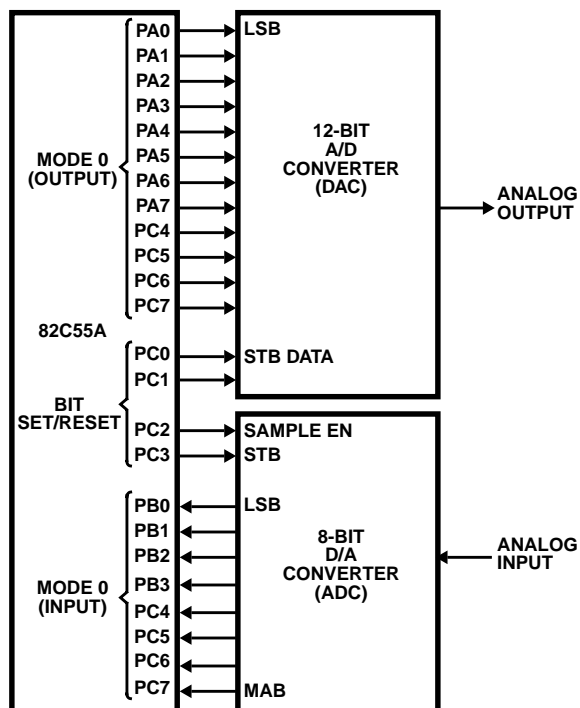 PA0
PA1
PA2
PA3
PA4
PA5
PA6
PA7
PC4
PC5
PC6
PC7
MODE 0
(OUTPUT)
LSB
12-BIT
A/D
CONVERTER
(DAC)
ANALOG
OUTPUT
82C55A
PC0
PC1
PC2
PC3
BIT
SET/RESET
STB DATA
SAMPLE EN
STB
PB0
PB1
PB2
PB3
PC4
PC5
PC6
PC7
MODE 0
(INPUT)
LSB
8-BIT
D/A
CONVERTER
(ADC)
MAB
ANALOG
INPUT